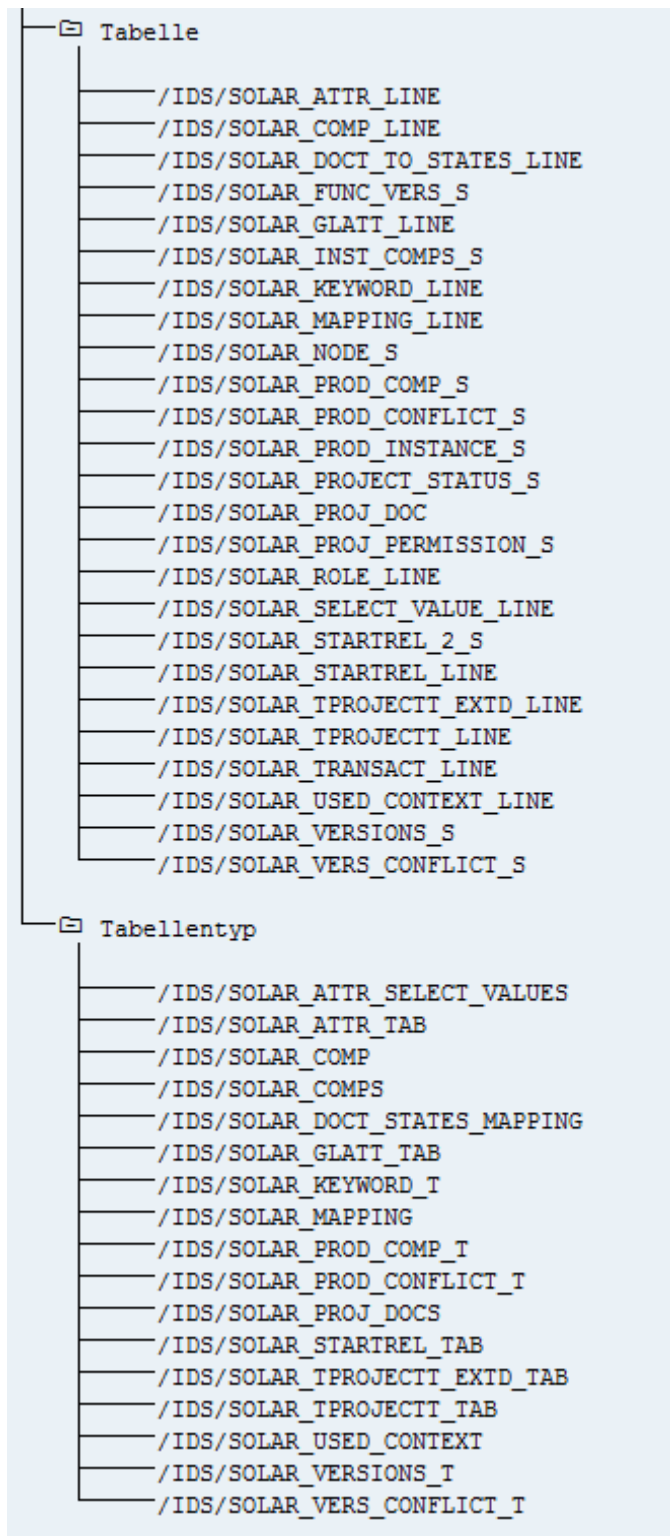 Tabelle
/IDS/SOLAR_ATTR_LINE
/IDS/SOLAR_COMP_LINE
/IDS/SOLAR_DOCT_TO_STATES_LINE
/IDS/SOLAR_FUNC_VERS_S
/IDS/SOLAR_GLATT_LINE
/IDS/SOLAR_INST_COMPS_S
/IDS/SOLAR_KEYWORD_LINE
/IDS/SOLAR_MAPPING_LINE
/IDS/SOLAR_NODE_S
/IDS/SOLAR_PROD_COMP_S
/IDS/SOLAR_PROD_CONFLICT_S
/IDS/SOLAR_PROD_INSTANCE_S
/IDS/SOLAR_PROJECT_STATUS_S
/IDS/SOLAR_PROJ_DOC
/IDS/SOLAR_PROJ_PERMISSION_S
/IDS/SOLAR_ROLE_LINE
/IDS/SOLAR_SELECT_VALUE_LINE
/IDS/SOLAR_STARTREL_2_S
/IDS/SOLAR_STARTREL_LINE
/IDS/SOLAR_TPROJECTT_EXTD_LINE
/IDS/SOLAR_TPROJECTT_LINE
/IDS/SOLAR_TRANSACT_LINE
/IDS/SOLAR_USED_CONTEXT_LINE
/IDS/SOLAR_VERSIONS_S
/IDS/SOLAR_VERS_CONFLICT_S
Tabellentyp
/IDS/SOLAR_ATTR_SELECT_VALUES
/IDS/SOLAR_ATTR_TAB
/IDS/SOLAR_COMP
/IDS/SOLAR_COMPS
/IDS/SOLAR_DOCT_STATES_MAPPING
/IDS/SOLAR_GLATT_TAB
/IDS/SOLAR_KEYWORD_T
/IDS/SOLAR_MAPPING
/IDS/SOLAR_PROD_COMP_T
/IDS/SOLAR_PROD_CONFLICT_T
/IDS/SOLAR_PROJ_DOCS
/IDS/SOLAR_STARTREL_TAB
/IDS/SOLAR_TPROJECTT_EXTD_TAB
/IDS/SOLAR_TPROJECTT_TAB
/IDS/SOLAR_USED_CONTEXT
/IDS/SOLAR_VERSIONS_T
/IDS/SOLAR_VERS_CONFLICT_T